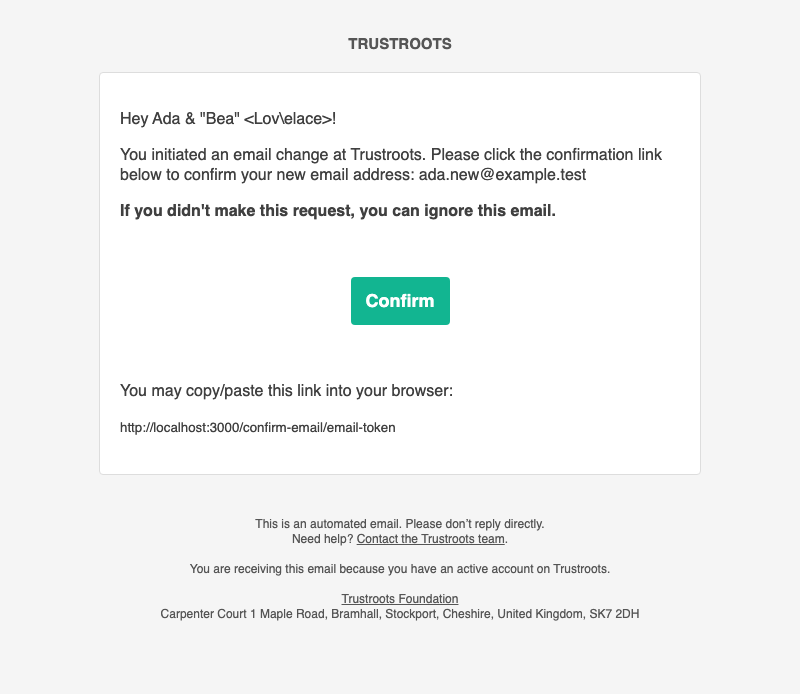 TRUSTROOTS
Hey Ada & "Bea" <Lov\elace>!
You initiated an email change at Trustroots. Please click the confirmation link
below to confirm your new email address: ada.new@example.test
If you didn't make this request, you can ignore this email.
Confirm
You may copy/paste this link into your browser:
http://localhost:3000/confirm-email/email-token
This is an automated email. Please don’t reply directly.
Need help? Contact the Trustroots team.
You are receiving this email because you have an active account on Trustroots.
Trustroots Foundation
Carpenter Court 1 Maple Road, Bramhall, Stockport, Cheshire, United Kingdom, SK7 2DH